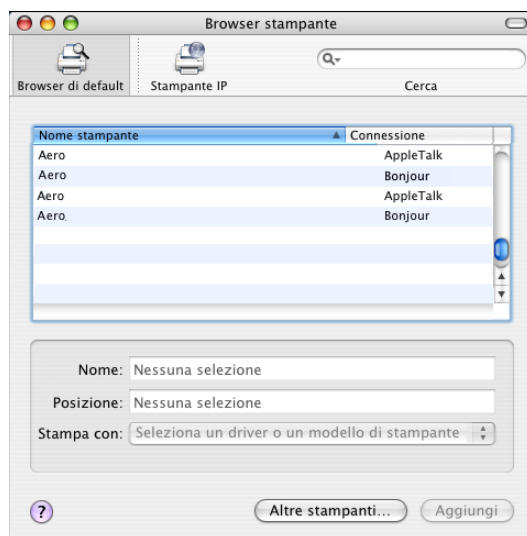 Browser stampante
Browser di default Stampante IP Cerca
Nome stampante Connessione
Aero AppleTalk
Aero Bonjour
Aero AppleTalk
Aero Bonjour
Nome: Nessuna selezione
Posizione: Nessuna selezione
Stampa con: Seleziona un driver o un modello di stampante
? Altre stampanti... Aggiungi